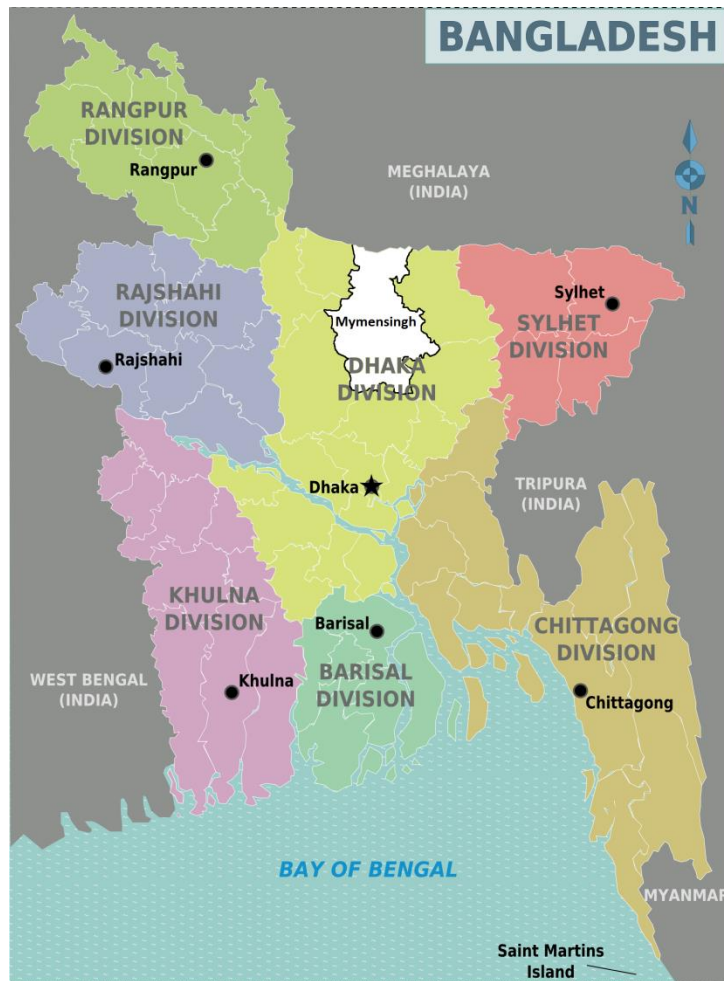 BANGLADESH
RANGPUR
DIVISION
Rangpur
MEGHALAYA
(INDIA)
N
RAJSHAHI
DIVISION
Rajshahi
Mymensingh
DHAKA
DIVISION
Sylhet
SYLHET
DIVISION
Dhaka
TRIPURA
(INDIA)
KHULNA
DIVISION
Khulna
Barisal
BARISAL
DIVISION
CHITTAGONG
DIVISION
Chittagong
WEST BENGAL
(INDIA)
BAY OF BENGAL
MYANMAR
Saint Martins
Island